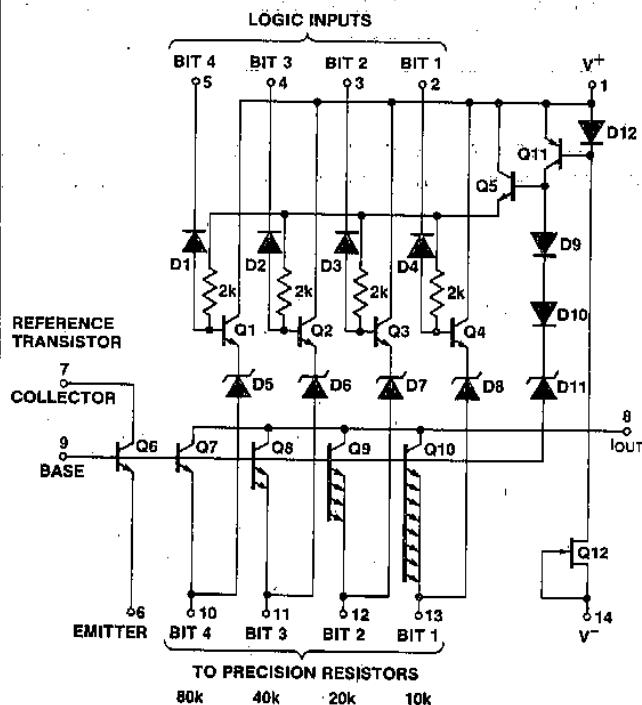 LOGIC INPUTS
BIT 4 BIT 3 BIT 2 BIT 1 V+
5 4 3 2 1
D12
Q11
Q5
D9
D1 D2 D3 D4
2k 2k 2k 2k
D10
Q1 Q2 Q3 Q4
REFERENCE
TRANSISTOR
7
COLLECTOR
D5 D6 D7 D8 D11
8
IOUT
9
BASE
Q6 Q7 Q8 Q9 Q10
Q12
6 10 11 12 13 14
EMITTER BIT 4 BIT 3 BIT 2 BIT 1 V−
TO PRECISION RESISTORS
80k 40k 20k 10k